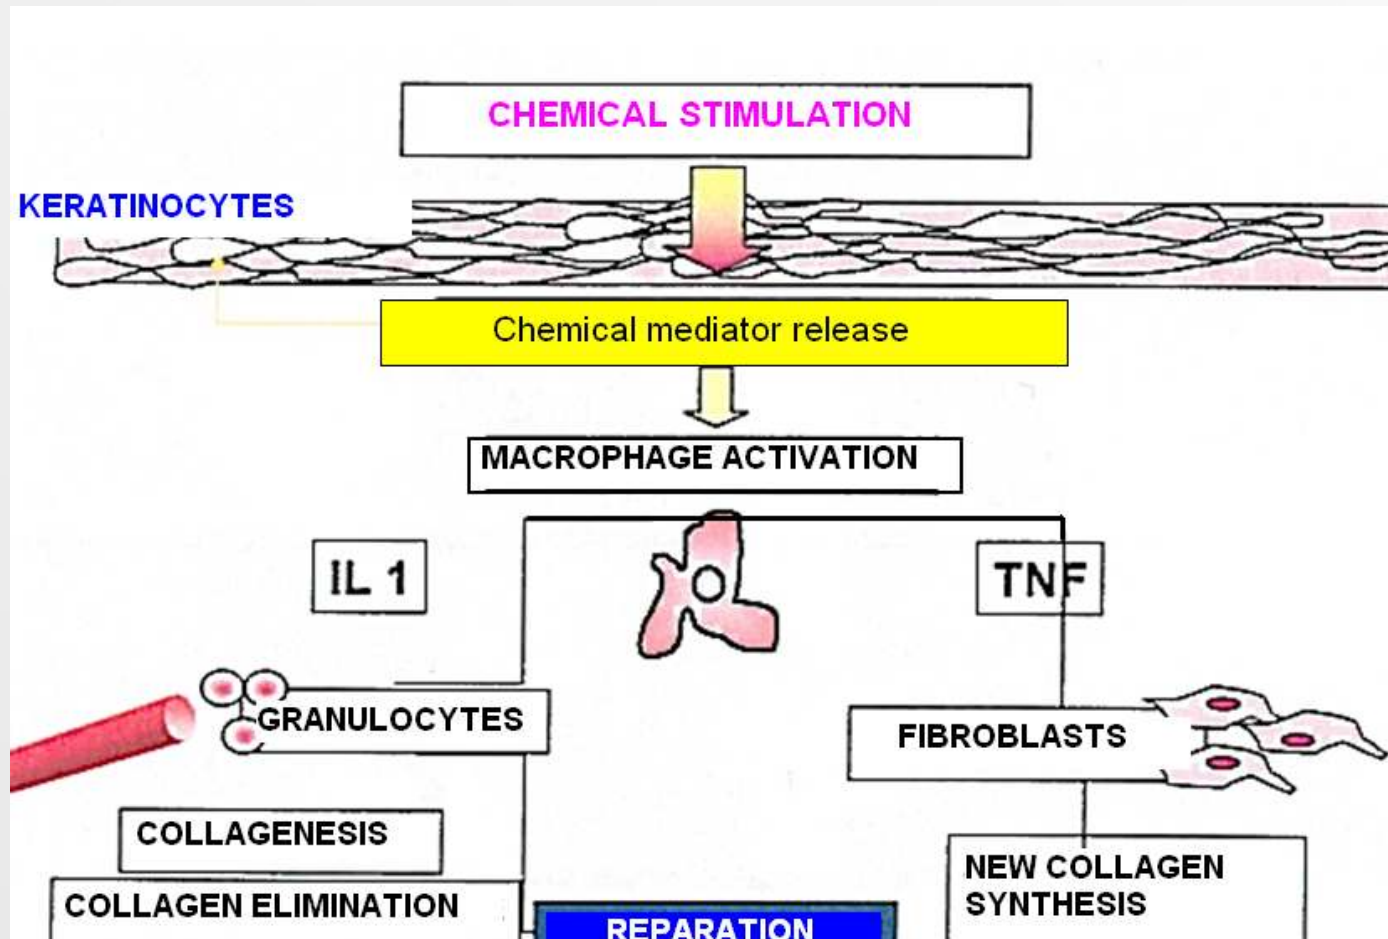 CHEMICAL STIMULATION
KERATINOCYTES
Chemical mediator release
MACROPHAGE ACTIVATION
IL 1
TNF
GRANULOCYTES
FIBROBLASTS
COLLAGENESIS
NEW COLLAGEN
SYNTHESIS
COLLAGEN ELIMINATION
REPARATION